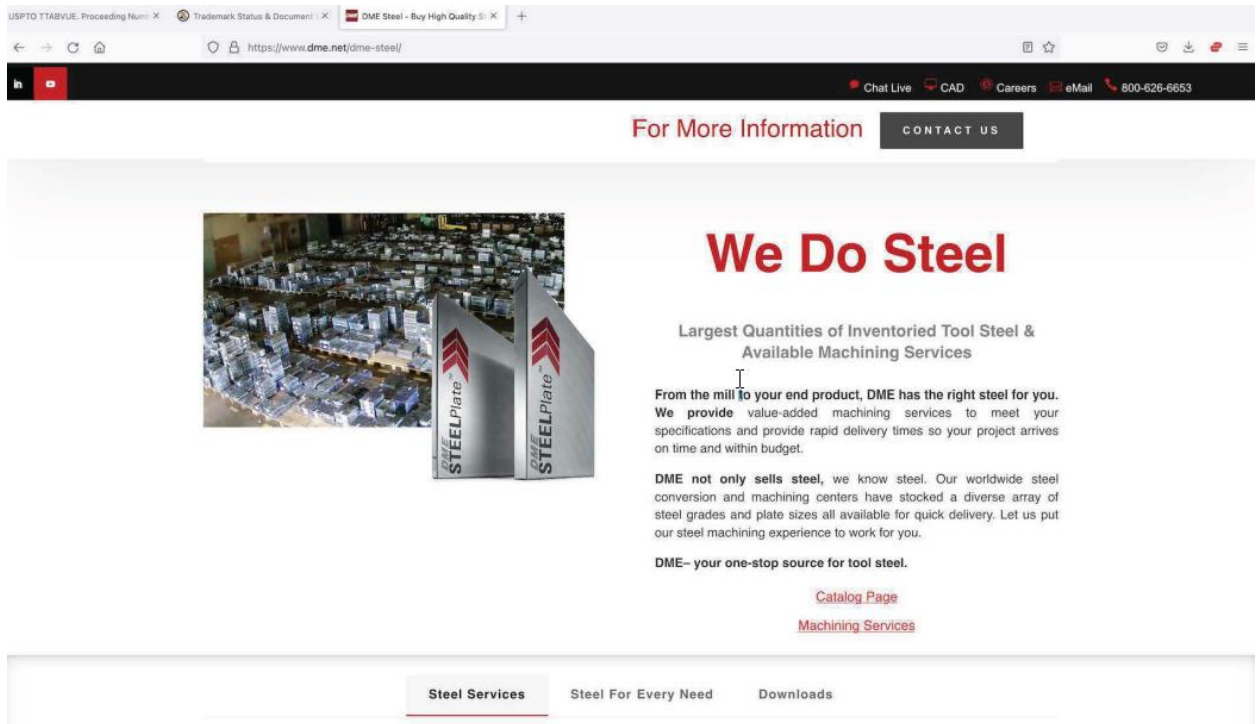 USPTO TTABVUE. Proceeding Num
Trademark Status & Document
DME Steel - Buy High Quality St
https://www.dme.net/dme-steel/
in
Chat Live CAD Careers eMail 800-626-6653
For More Information CONTACT US
We Do Steel
Largest Quantities of Inventoried Tool Steel &
Available Machining Services
From the mill to your end product, DME has the right steel for you.
We provide value-added machining services to meet your
specifications and provide rapid delivery times so your project arrives
on time and within budget.
DME not only sells steel, we know steel. Our worldwide steel
conversion and machining centers have stocked a diverse array of
steel grades and plate sizes all available for quick delivery. Let us put
our steel machining experience to work for you.
DME– your one-stop source for tool steel.
Catalog Page
Machining Services
DME
STEELPlate™
DME
STEELPlate™
Steel Services Steel For Every Need Downloads